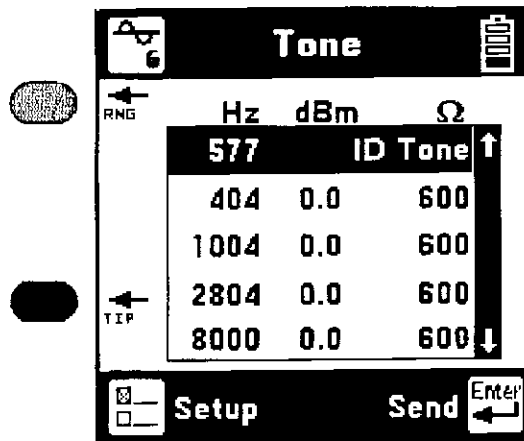 6 Tone
RNG
Hz dBm Ω
577 ID Tone
404 0.0 600
1004 0.0 600
2804 0.0 600
TIP
8000 0.0 600
Setup Send Enter